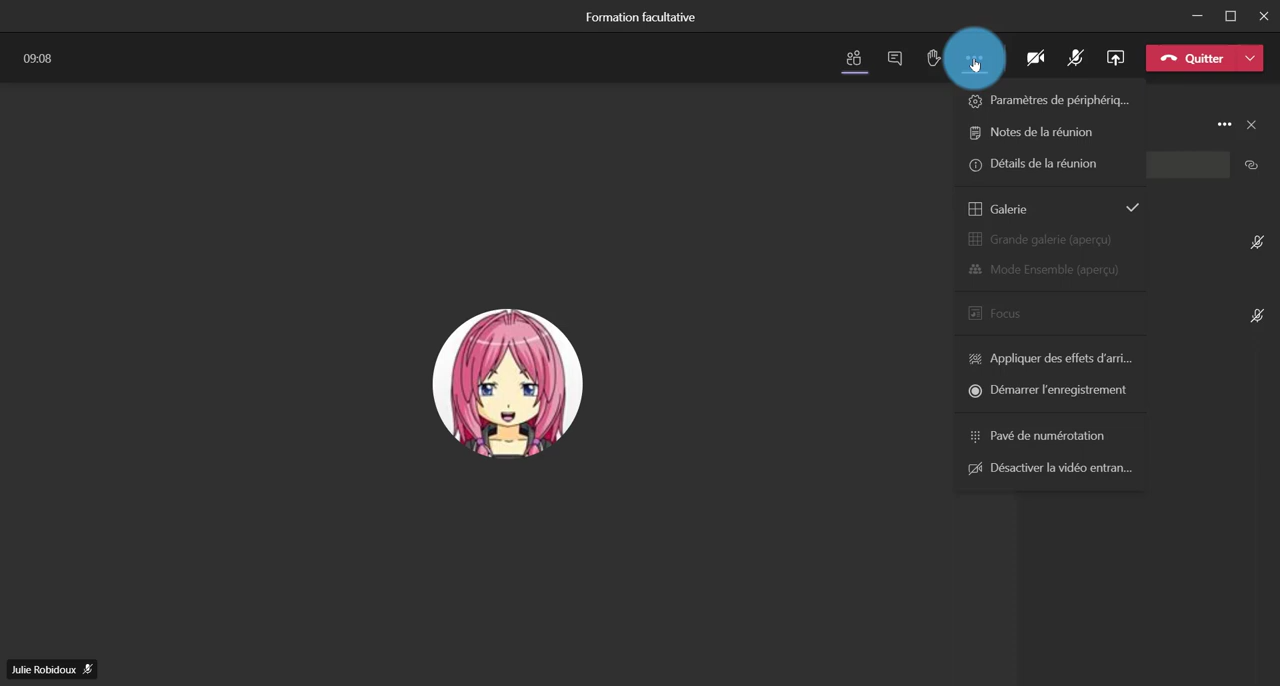 Formation facultative
09:08
Quitter
Paramètres de périphériq...
Notes de la réunion
Détails de la réunion
Galerie
Grande galerie (aperçu)
Mode Ensemble (aperçu)
Focus
Appliquer des effets d'arri...
Démarrer l'enregistrement
Pavé de numérotation
Désactiver la vidéo entran...
Julie Robidoux